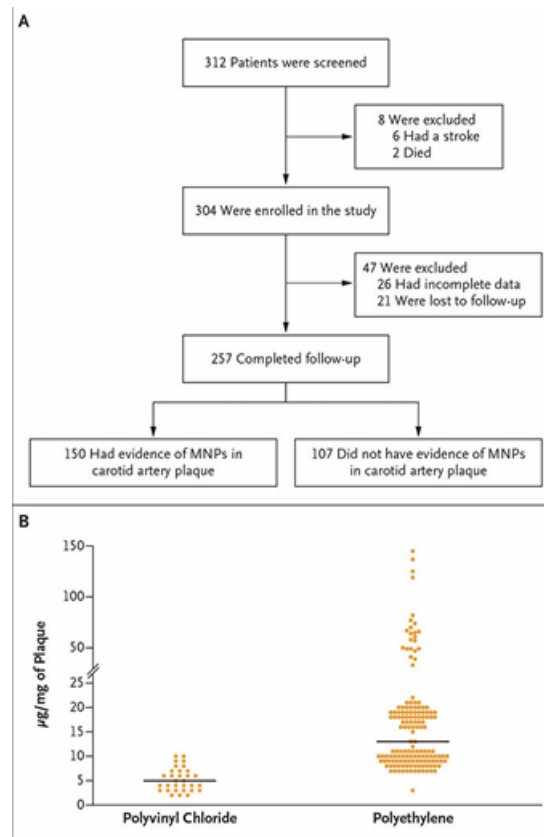 A
312 Patients were screened
8 Were excluded
6 Had a stroke
2 Died
304 Were enrolled in the study
47 Were excluded
26 Had incomplete data
21 Were lost to follow-up
257 Completed follow-up
150 Had evidence of MNPs in
carotid artery plaque
107 Did not have evidence of MNPs
in carotid artery plaque
B
µg/mg of Plaque
150
100
50
25
20
15
10
5
0
Polyvinyl Chloride
Polyethylene